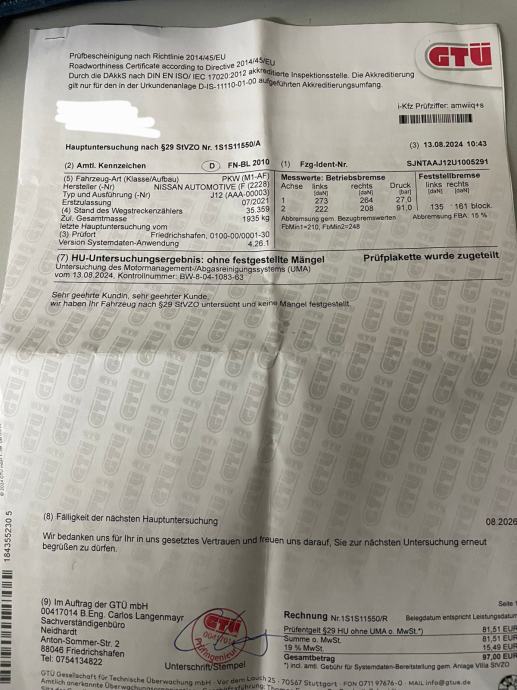 Prüfbescheinigung nach Richtlinie 2014/45/EU
Roadworthiness Certificate according to Directive 2014/45/EU
Durch die DAkkS nach DIN EN ISO/ IEC 17020:2012 akkreditierte Inspektionsstelle. Die Akkreditierung
gilt nur für den in der Urkundenanlage D-IS-11110-01-00 aufgeführten Akkreditierungsumfang.
GTÜ
i-Kfz Prüfziffer: amwiq+s
Hauptuntersuchung nach §29 StVZO Nr. 1S1S11550/A (3) 13.08.2024 10:43
(2) Amtl. Kennzeichen D FN-BL 2010 (1) Fzg-Ident-Nr. SJNTAAJ12U1005291
(5) Fahrzeug-Art (Klasse/Aufbau) PKW (M1-AF)
Hersteller (-Nr) NISSAN AUTOMOTIVE (F (2228)
Typ und Ausführung (-Nr) J12 (AAA-00003)
Erstzulassung 07/2021
(4) Stand des Wegstreckenzählers 35.359
Zul. Gesamtmasse 1935 kg
letzte Hauptuntersuchung vom
(3) Prüfort Friedrichshafen, 0100-00/0001-30
Version Systemdaten-Anwendung 4.26.1
Messwerte: Betriebsbremse Feststellbremse
Achse links rechts Druck links rechts
[daN] [daN] [bar] [daN] [daN]
1 273 264 27,0
2 222 208 91,0 135 161 block.
Abbremsung gem. Bezugbremswerten Abbremsung FBA: 15 %
FbMin1=210, FbMin2=248
(7) HU-Untersuchungsergebnis: ohne festgestellte Mängel Prüfplakette wurde zugeteilt
Untersuchung des Motormanagement-/Abgasreinigungssystems (UMA)
vom 13.08.2024. Kontrollnummer: BW-8-04-1083-63
Sehr geehrte Kundin, sehr geehrter Kunde,
wir haben Ihr Fahrzeug nach §29 StVZO untersucht und keine Mängel festgestellt.
(8) Fälligkeit der nächsten Hauptuntersuchung 08.2026
Wir bedanken uns für Ihr in uns gesetztes Vertrauen und freuen uns darauf, Sie zur nächsten Untersuchung erneut
begrüßen zu dürfen.
184355230 5
(9) Im Auftrag der GTÜ mbH
00417014 B.Eng. Carlos Langenmayr
Sachverständigenbüro
Neidhardt
Anton-Sommer-Str. 2
88046 Friedrichshafen
Tel: 0754134822
GTÜ
Prüfingenieur
Unterschrift/Stempel
Seite 1
Rechnung Nr.1S1S11550/R Belegdatum entspricht Leistungsdatum
Prüfentgelt §29 HU ohne UMA o. MwSt.*) 81,51 EUR
Summe o. MwSt. 81,51 EUR
19 % MwSt. 15,49 EUR
Gesamtbetrag 97,00 EUR
*) incl. amtl. Gebühr für Systemdaten-Bereitstellung gem. Anlage VIIIa StVZO
GTÜ Gesellschaft für Technische Überwachung mbH · Vor dem Lauch 25 · 70567 Stuttgart · FON 0711 97676-0 · MAIL info@gtue.de